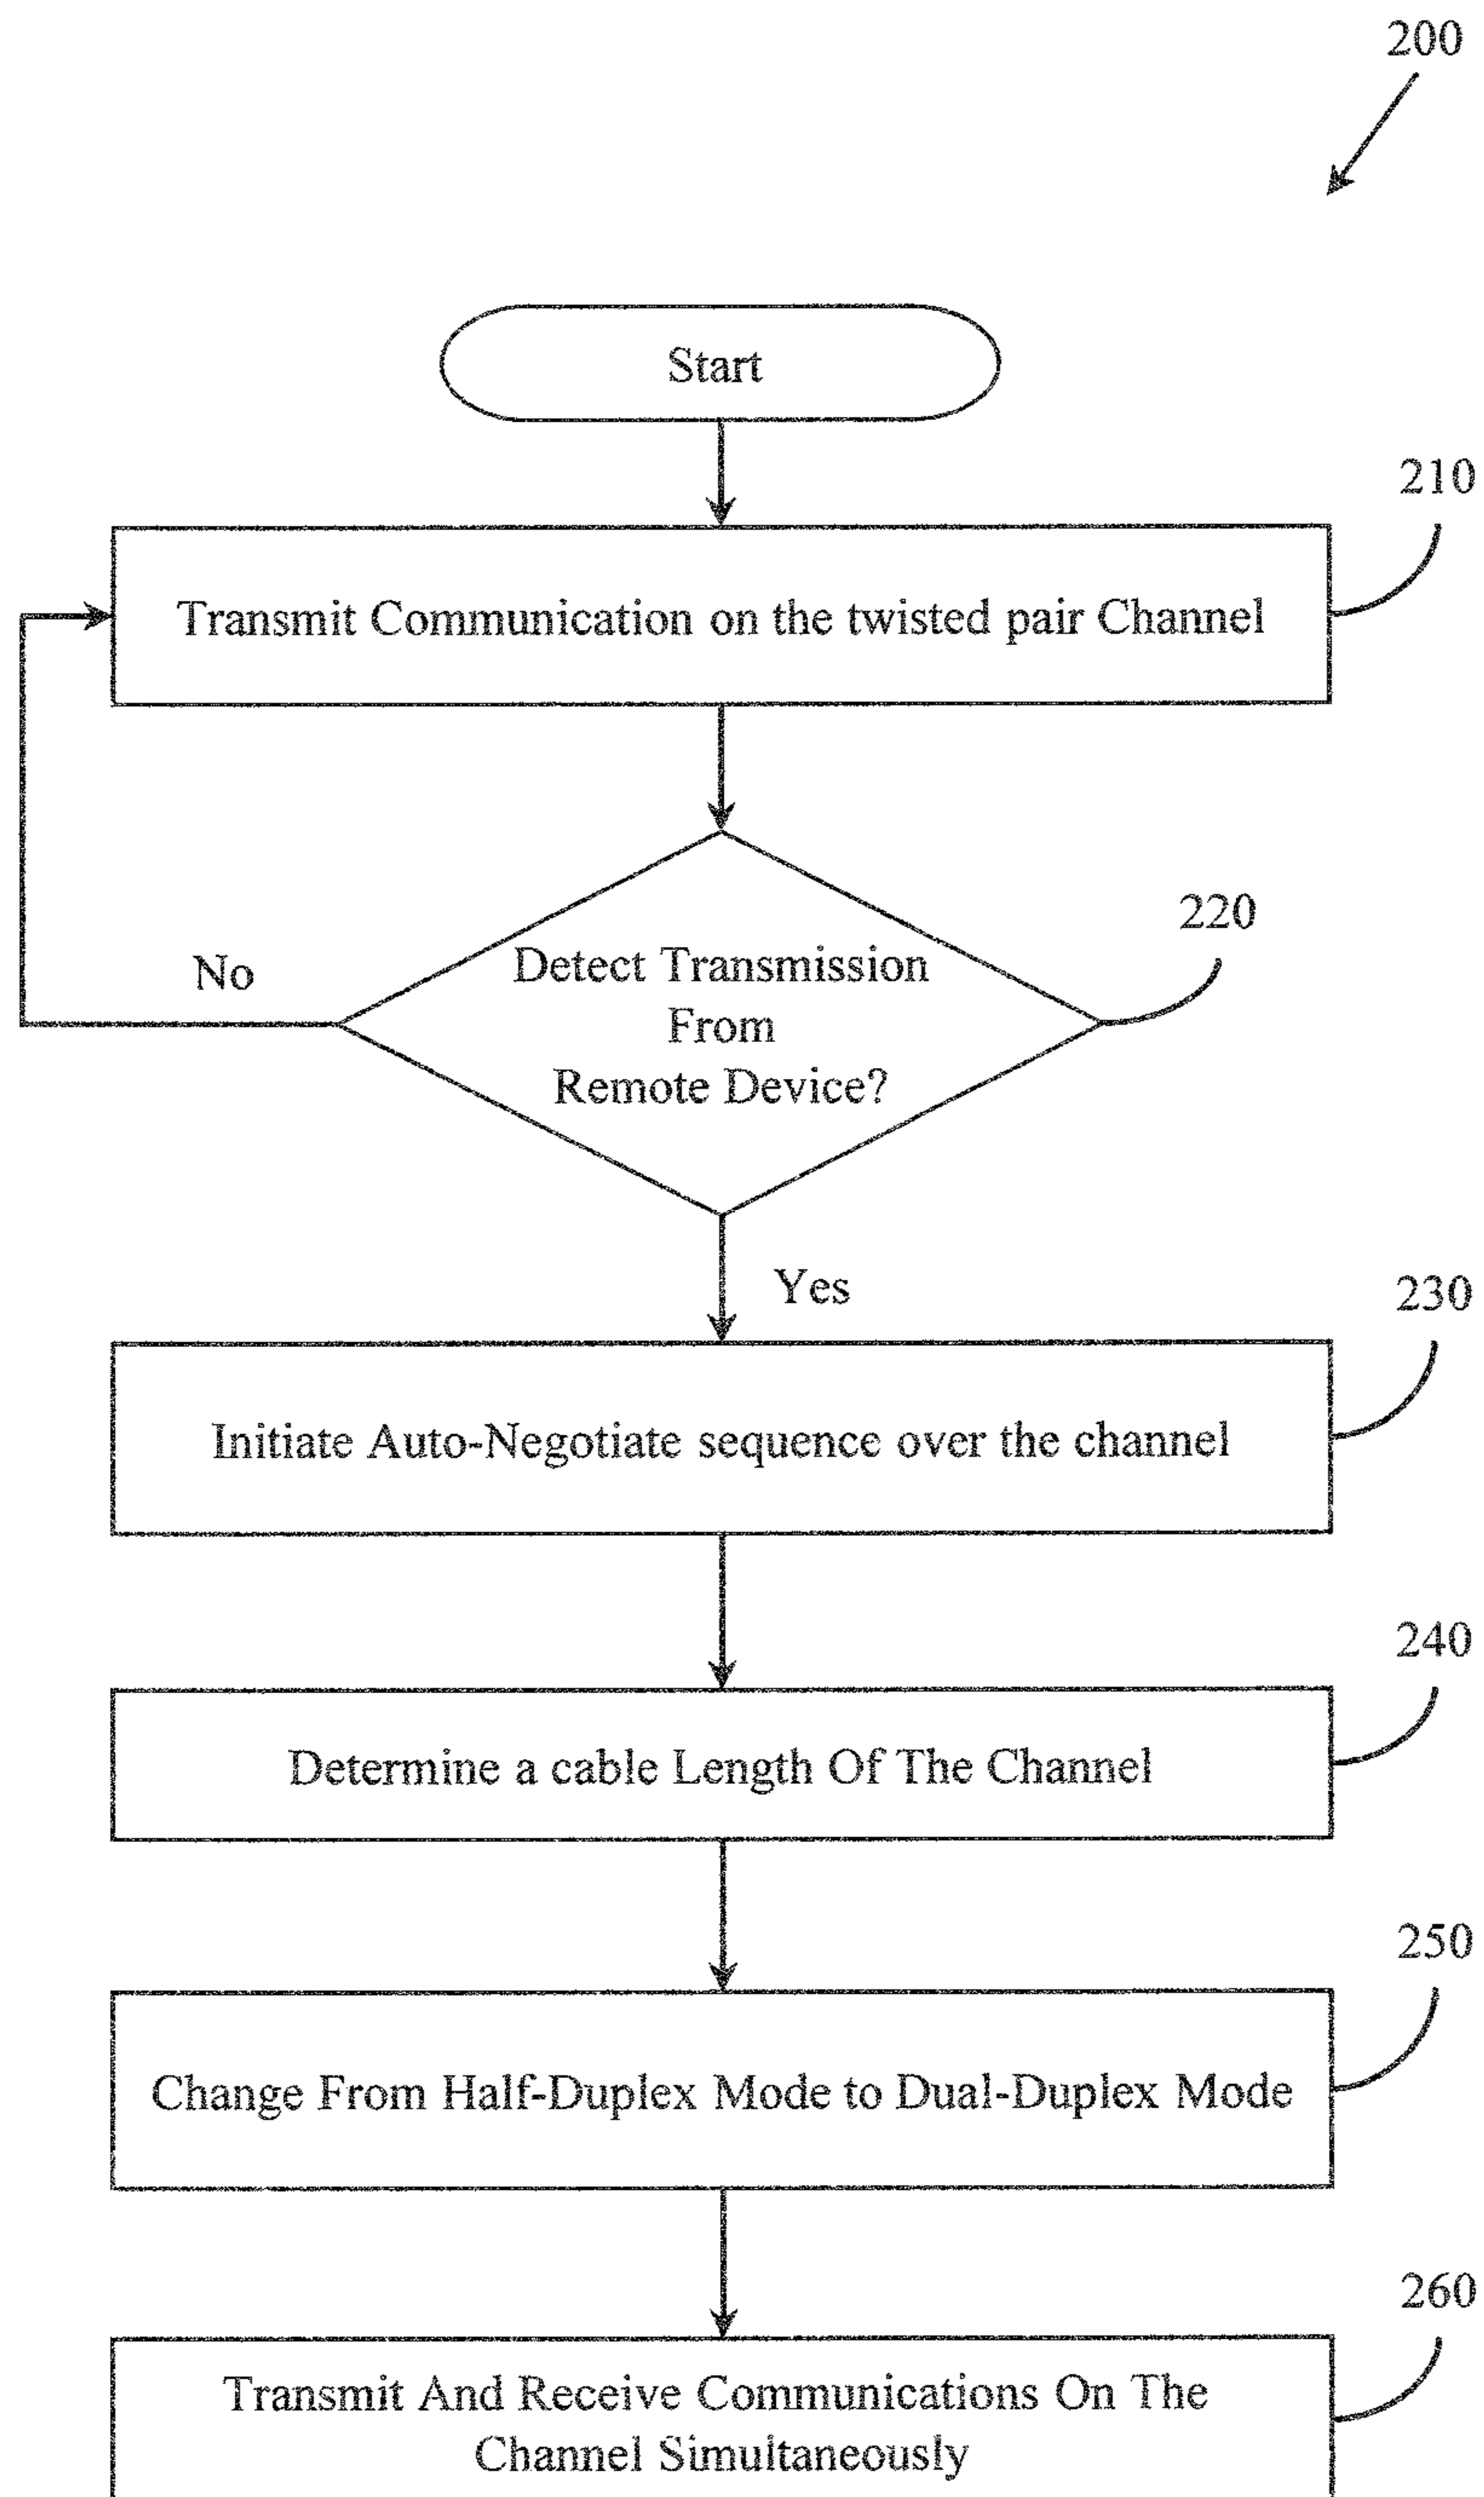 200
Start
210
Transmit Communication on the twisted pair Channel
220
No
Detect Transmission
From
Remote Device?
Yes
230
Initiate Auto-Negotiate sequence over the channel
240
Determine a cable Length Of The Channel
250
Change From Half-Duplex Mode to Dual-Duplex Mode
260
Transmit And Receive Communications On The
Channel Simultaneously